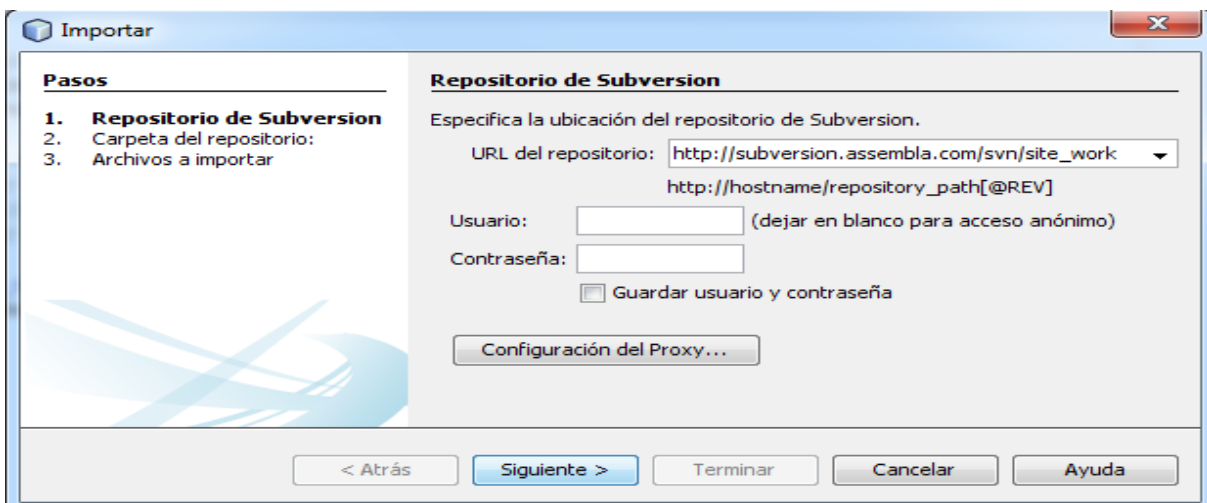 Importar
Pasos
1. Repositorio de Subversion
2. Carpeta del repositorio:
3. Archivos a importar
Repositorio de Subversion
Especifica la ubicación del repositorio de Subversion.
URL del repositorio: http://subversion.assembla.com/svn/site_work
http://hostname/repository_path[@REV]
Usuario: (dejar en blanco para acceso anónimo)
Contraseña:
Guardar usuario y contraseña
Configuración del Proxy...
< Atrás Siguiente > Terminar Cancelar Ayuda